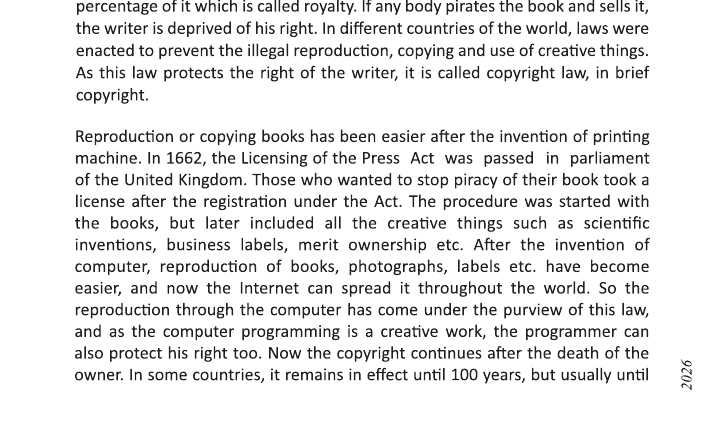 percentage of it which is called royalty. If any body pirates the book and sells it,
the writer is deprived of his right. In different countries of the world, laws were
enacted to prevent the illegal reproduction, copying and use of creative things.
As this law protects the right of the writer, it is called copyright law, in brief
copyright.
Reproduction or copying books has been easier after the invention of printing
machine. In 1662, the Licensing of the Press Act was passed in parliament
of the United Kingdom. Those who wanted to stop piracy of their book took a
license after the registration under the Act. The procedure was started with
the books, but later included all the creative things such as scientific
inventions, business labels, merit ownership etc. After the invention of
computer, reproduction of books, photographs, labels etc. have become
easier, and now the Internet can spread it throughout the world. So the
reproduction through the computer has come under the purview of this law,
and as the computer programming is a creative work, the programmer can
also protect his right too. Now the copyright continues after the death of the
owner. In some countries, it remains in effect until 100 years, but usually until
2026